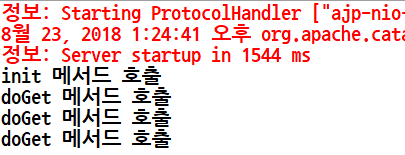 정보: Starting ProtocolHandler ["ajp-nio-
8월 23, 2018 1:24:41 오후 org.apache.cata
정보: Server startup in 1544 ms
init 메서드 호출
doGet 메서드 호출
doGet 메서드 호출
doGet 메서드 호출